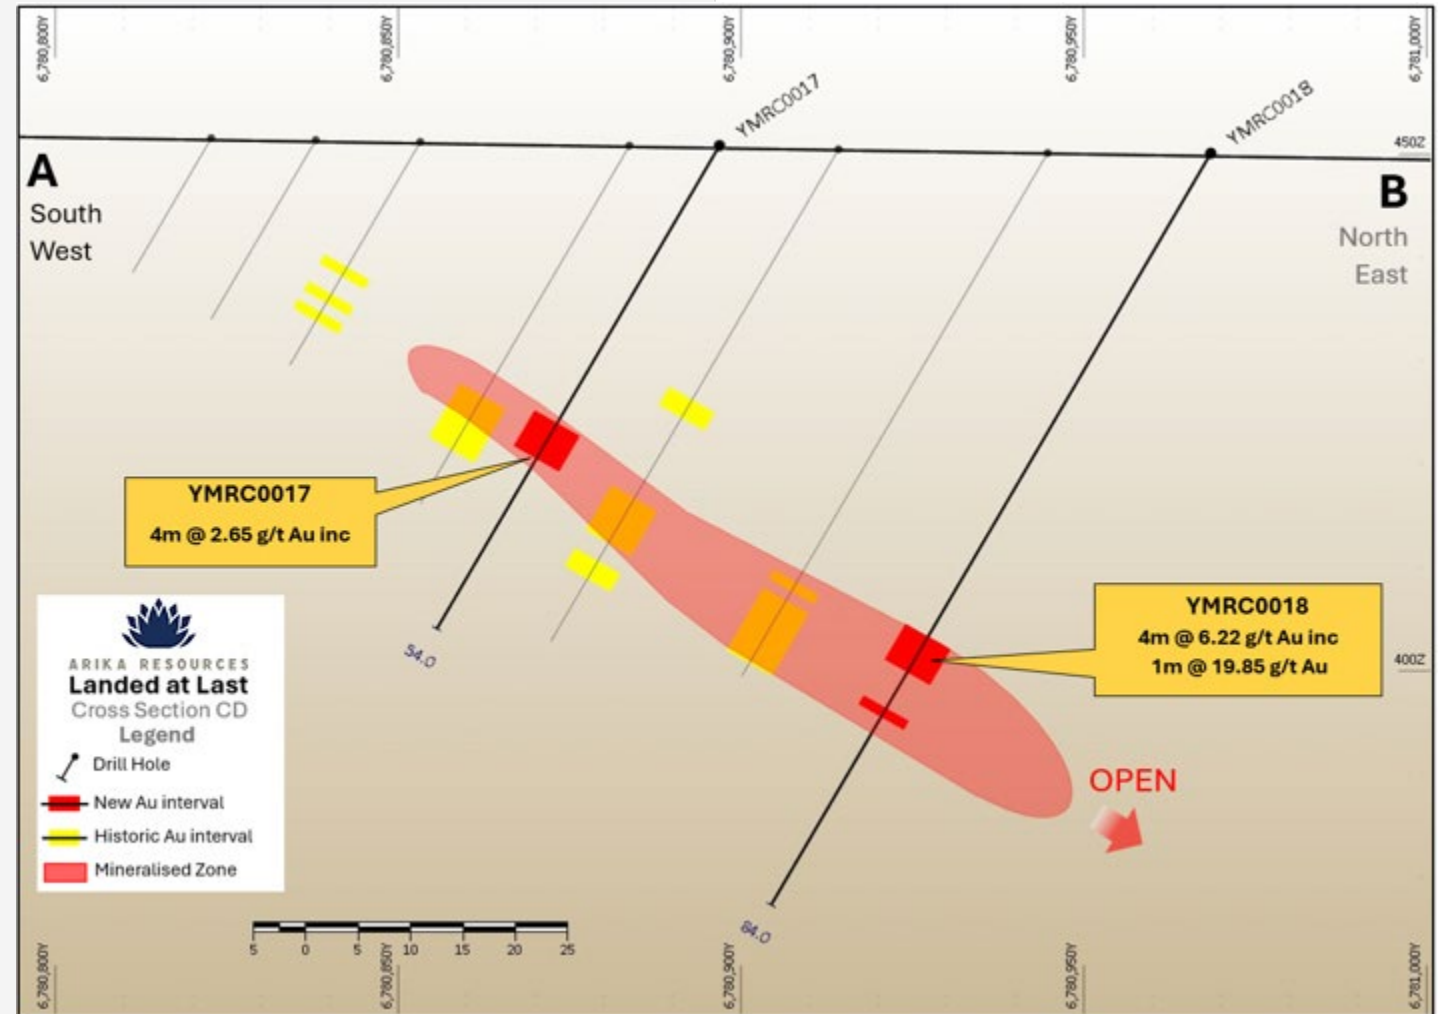 6,780,800Y
6,780,850Y
6,780,900Y
6,780,950Y
6,781,000Y
YMRC0017
YMRC0018
450Z
A
South
West
B
North
East
YMRC0017
4m @ 2.65 g/t Au inc
54.0
YMRC0018
4m @ 6.22 g/t Au inc
1m @ 19.85 g/t Au
400Z
ARIKA RESOURCES
Landed at Last
Cross Section CD
Legend
Drill Hole
New Au interval
Historic Au interval
Mineralised Zone
OPEN
84.0
5 0 5 10 15 20 25
6,780,800Y
6,780,850Y
6,780,900Y
6,780,950Y
6,781,000Y